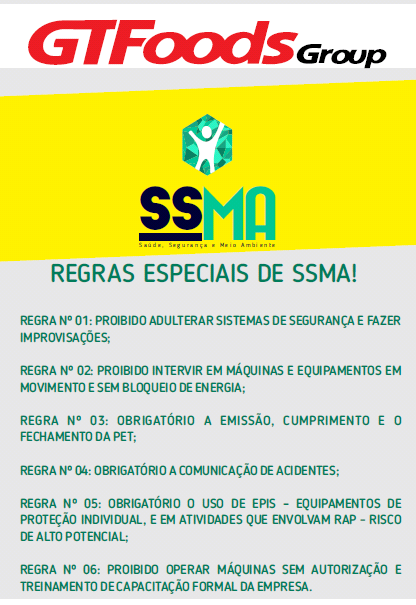 GTFoods Group
SSMA
Saúde, Segurança e Meio Ambiente
REGRAS ESPECIAIS DE SSMA!
REGRA Nº 01: PROIBIDO ADULTERAR SISTEMAS DE SEGURANÇA E FAZER
IMPROVISAÇÕES;
REGRA Nº 02: PROIBIDO INTERVIR EM MÁQUINAS E EQUIPAMENTOS EM
MOVIMENTO E SEM BLOQUEIO DE ENERGIA;
REGRA Nº 03: OBRIGATÓRIO A EMISSÃO, CUMPRIMENTO E O
FECHAMENTO DA PET;
REGRA Nº 04: OBRIGATÓRIO A COMUNICAÇÃO DE ACIDENTES;
REGRA Nº 05: OBRIGATÓRIO O USO DE EPIS – EQUIPAMENTOS DE
PROTEÇÃO INDIVIDUAL, E EM ATIVIDADES QUE ENVOLVAM RAP – RISCO
DE ALTO POTENCIAL;
REGRA Nº 06: PROIBIDO OPERAR MÁQUINAS SEM AUTORIZAÇÃO E
TREINAMENTO DE CAPACITAÇÃO FORMAL DA EMPRESA.